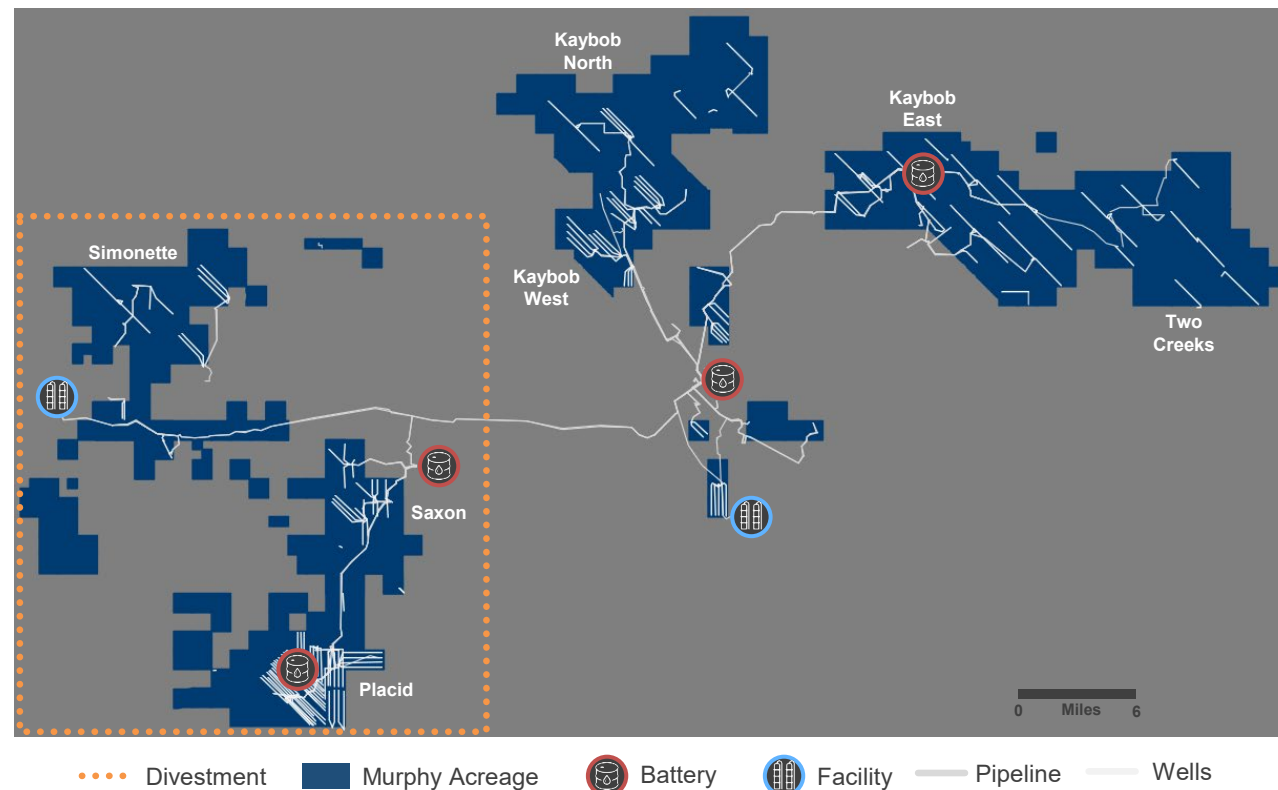 Kaybob
North
Kaybob
East
Simonette
Kaybob
West
Two
Creeks
Saxon
Placid
0 Miles 6
Divestment
Murphy Acreage
Battery
Facility
Pipeline
Wells